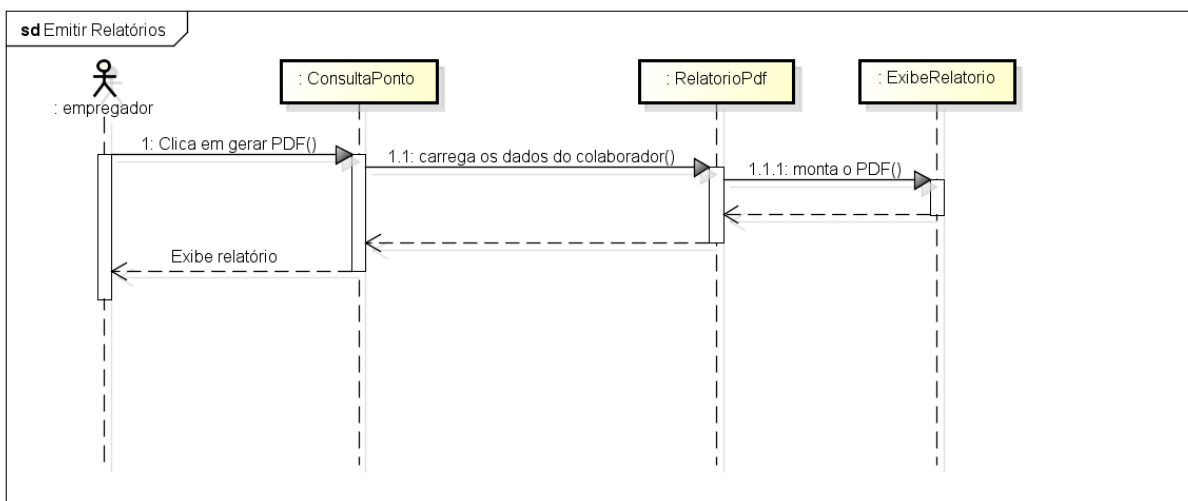 sd Emitir Relatórios
: empregador
: ConsultaPonto
: RelatorioPdf
: ExibeRelatorio
1: Clica em gerar PDF()
1.1: carrega os dados do colaborador()
1.1.1: monta o PDF()
Exibe relatório